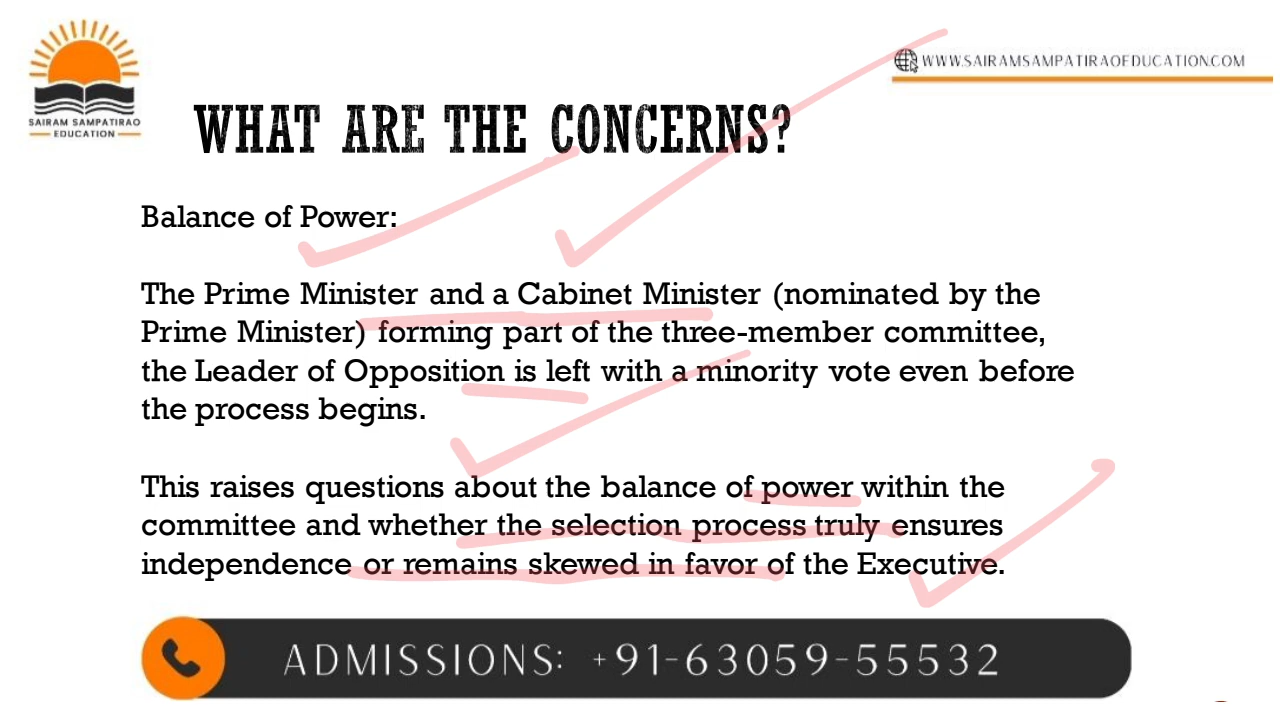 SAIRAM SAMPATIRAO
EDUCATION
WWW.SAIRAMSAMPATIRAOEDUCATION.COM
WHAT ARE THE CONCERNS?
Balance of Power:
The Prime Minister and a Cabinet Minister (nominated by the
Prime Minister) forming part of the three-member committee,
the Leader of Opposition is left with a minority vote even before
the process begins.
This raises questions about the balance of power within the
committee and whether the selection process truly ensures
independence or remains skewed in favor of the Executive.
ADMISSIONS: +91-63059-55532